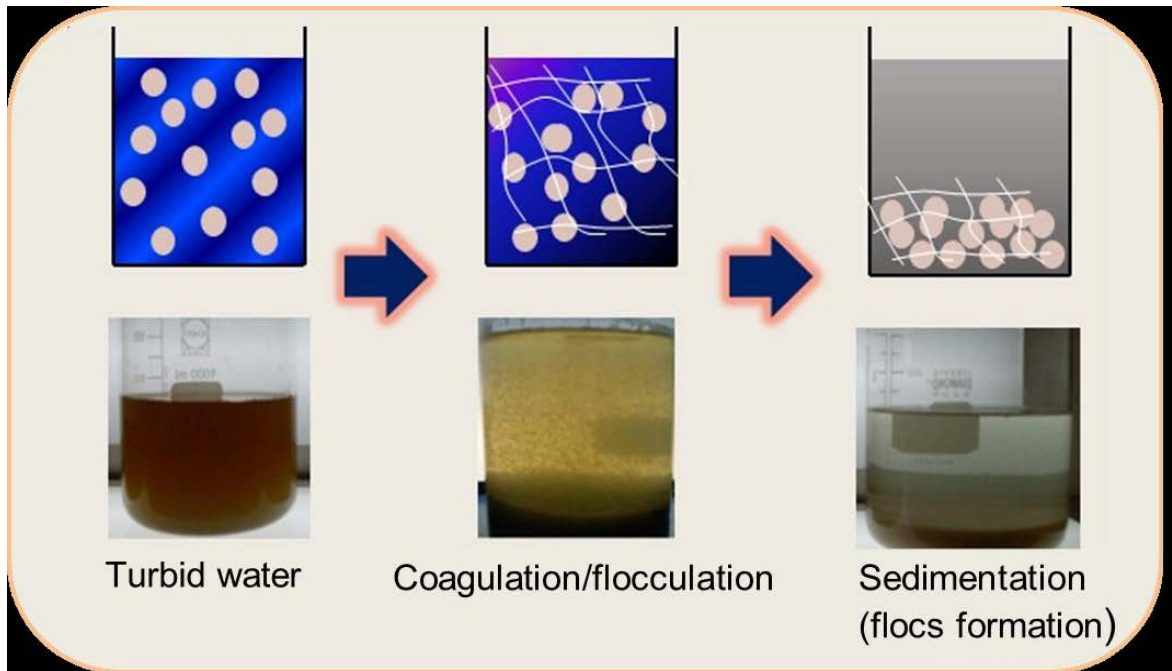 Turbid water
Coagulation/flocculation
Sedimentation
(flocs formation)